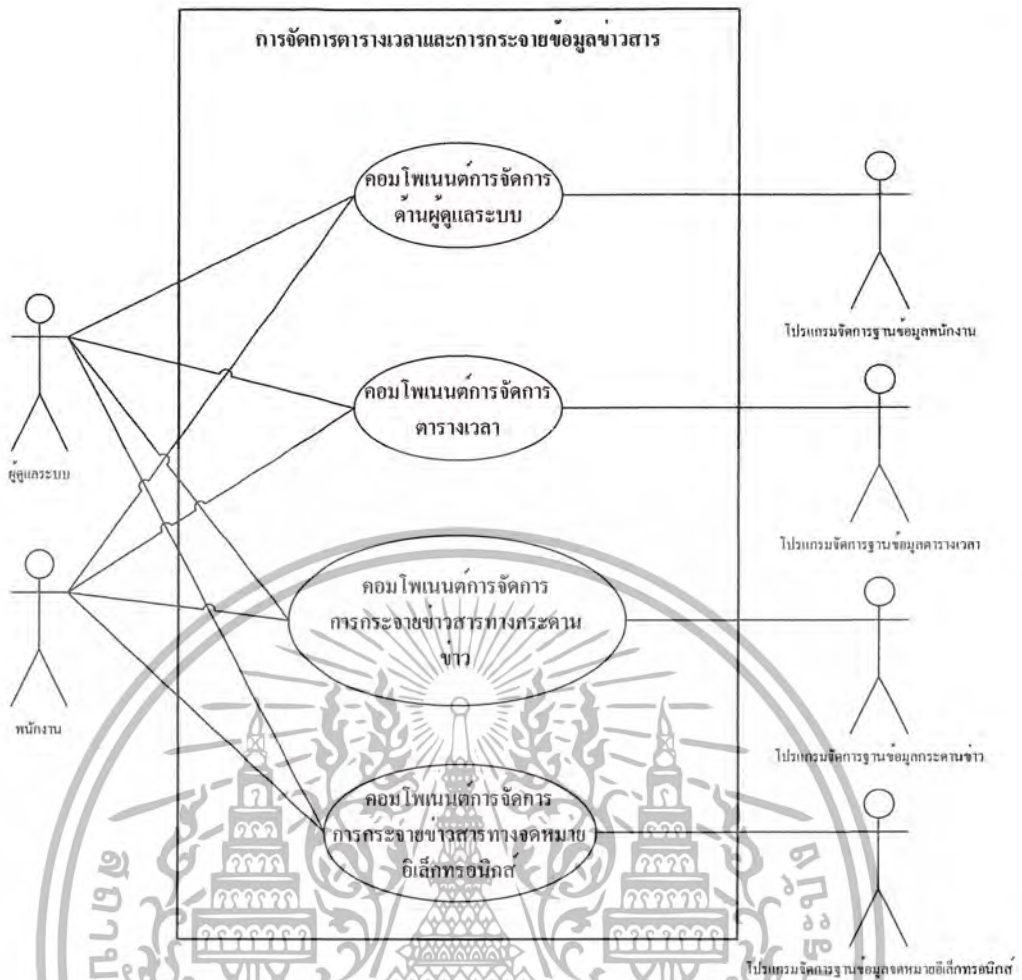 การจัดการตารางเวลาและการกระจายข้อมูลข่าวสาร
คอมโพเนนต์การจัดการ
ด้านผู้ดูแลระบบ
โปรแกรมจัดการฐานข้อมูลพนักงาน
ผู้ดูแลระบบ
คอมโพเนนต์การจัดการ
ตารางเวลา
โปรแกรมจัดการฐานข้อมูลตารางเวลา
พนักงาน
คอมโพเนนต์การจัดการ
การกระจายข่าวสารทางกระดาน
ข่าว
โปรแกรมจัดการฐานข้อมูลกระดานข่าว
คอมโพเนนต์การจัดการ
การกระจายข่าวสารทางจดหมาย
อิเล็กทรอนิกส์
โปรแกรมจัดการฐานข้อมูลจดหมายอิเล็กทรอนิกส์